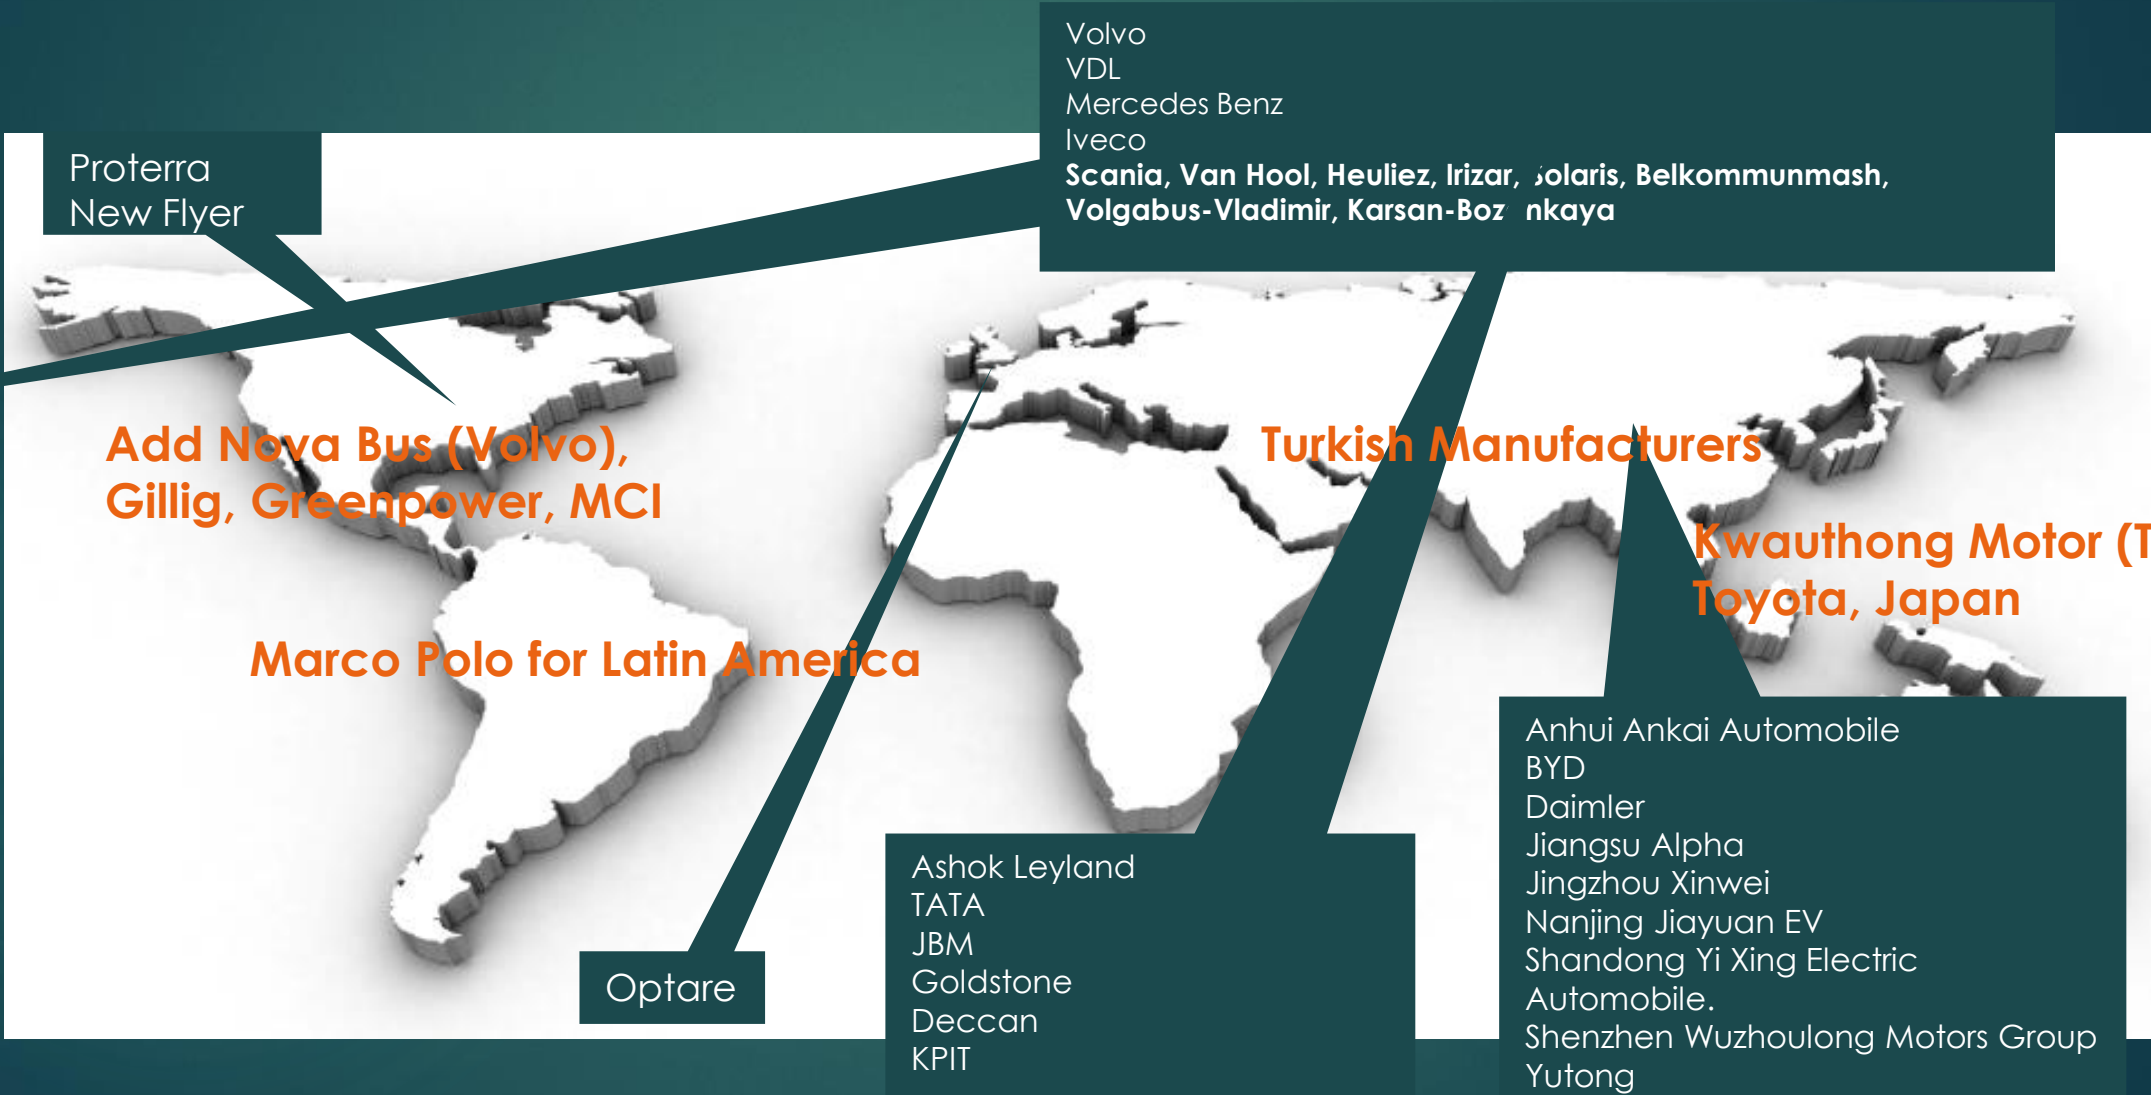 Volvo
VDL
Mercedes Benz
Iveco
Scania, Van Hool, Heuliez, Irizar, Solaris, Belkommunmash,
Volgabus-Vladimir, Karsan-Bozankaya
Proterra
New Flyer
Add Nova Bus (Volvo),
Gillig, Greenpower, MCI
Turkish Manufacturers
Kwauthong Motor (T
Toyota, Japan
Marco Polo for Latin America
Optare
Ashok Leyland
TATA
JBM
Goldstone
Deccan
KPIT
Anhui Ankai Automobile
BYD
Daimler
Jiangsu Alpha
Jingzhou Xinwei
Nanjing Jiayuan EV
Shandong Yi Xing Electric
Automobile.
Shenzhen Wuzhoulong Motors Group
Yutong